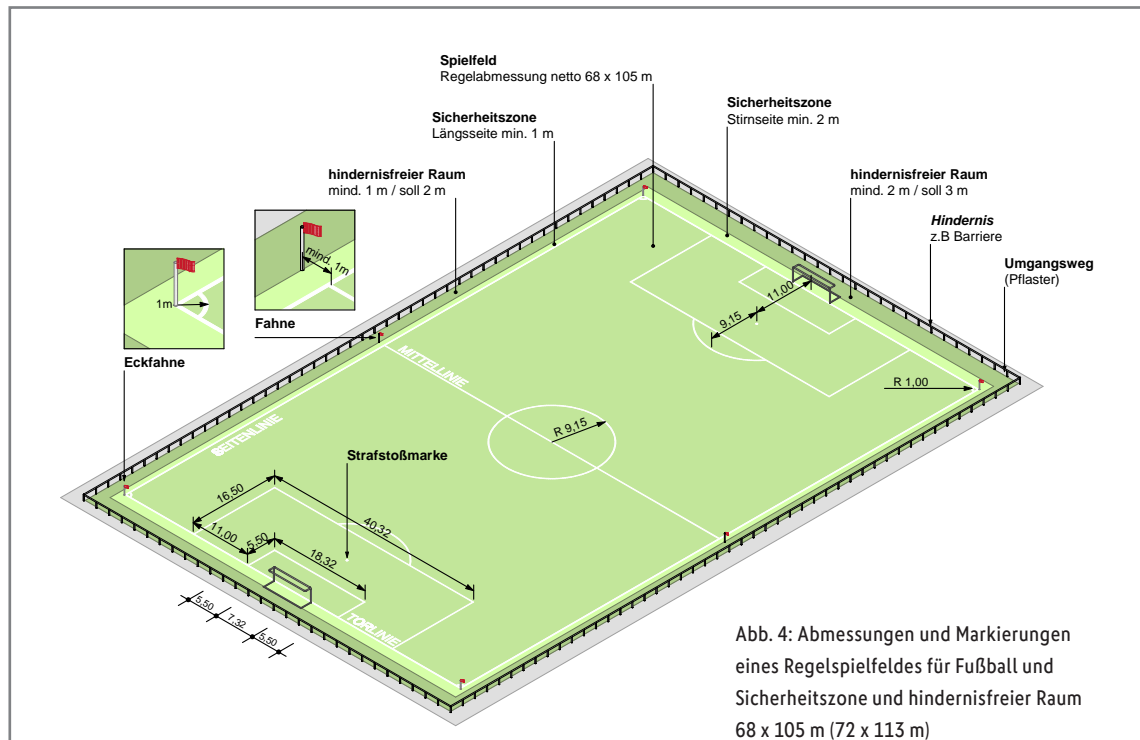 Spielfeld
Regelabmessung netto 68 x 105 m
Sicherheitszone
Längsseite min. 1 m
Sicherheitszone
Stirnseite min. 2 m
hindernisfreier Raum
mind. 1 m / soll 2 m
hindernisfreier Raum
mind. 2 m / soll 3 m
Hindernis
z.B Barriere
Umgangsweg
(Pflaster)
mind. 1m
1m
Fahne
Eckfahne
11,00
9,15
MITTELLINIE
R 1,00
R 9,15
SEITENLINIE
Strafstoßmarke
16,50
40,32
11,00
5,50
18,32
TORLINIE
5,50
7,32
5,50
Abb. 4: Abmessungen und Markierungen
eines Regelspielfeldes für Fußball und
Sicherheitszone und hindernisfreier Raum
68 x 105 m (72 x 113 m)